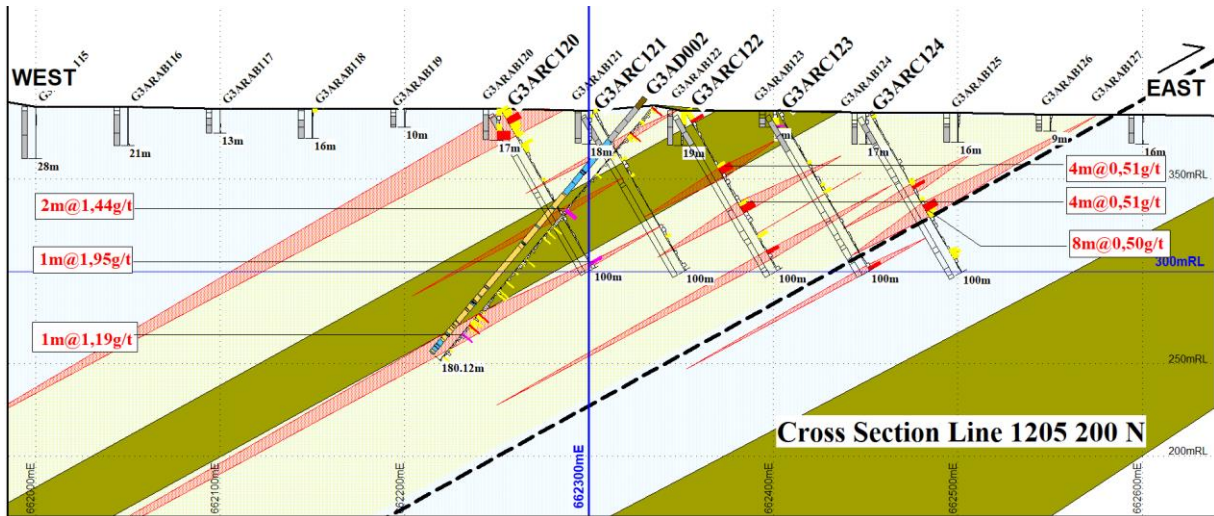 WEST
115
G3ARAB116
G3ARAB117
G3ARAB118
G3ARAB119
G3ARAB120
G3ARC120
G3ARAB121
G3ARC121
G3AD002
G3ARAB122
G3ARC122
G3ARAB123
G3ARC123
G3ARAB124
G3ARC124
G3ARAB125
G3ARAB126
G3ARAB127
EAST
28m
21m
13m
16m
10m
17m
18m
19m
17m
16m
9m
16m
4m@0,51g/t
350mRL
2m@1,44g/t
4m@0,51g/t
8m@0,50g/t
1m@1,95g/t
300mRL
100m
100m
100m
100m
100m
1m@1,19g/t
180.12m
250mRL
Cross Section Line 1205 200 N
200mRL
662000mE
662100mE
662200mE
662300mE
662400mE
662500mE
662600mE